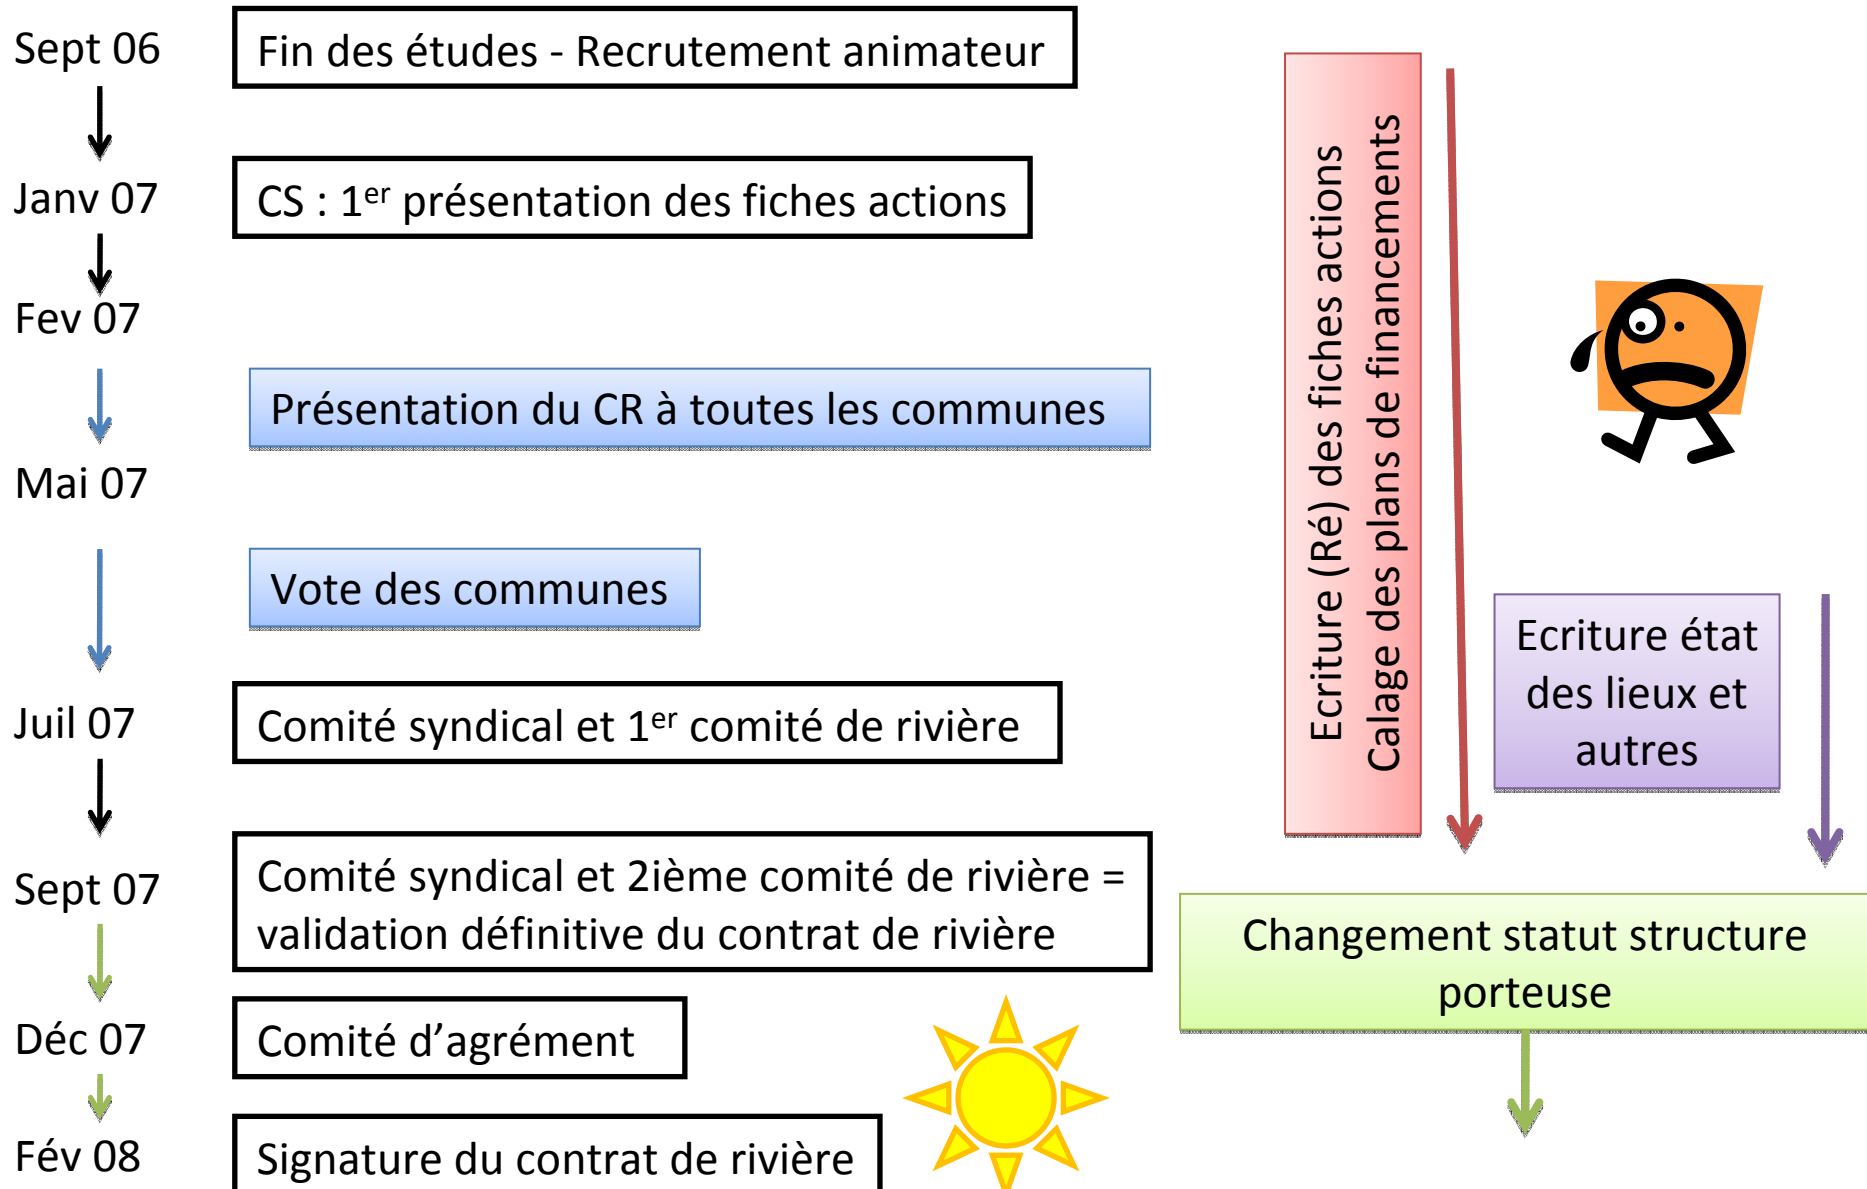 Sept 06
Fin des études - Recrutement animateur
Janv 07
CS : 1er présentation des fiches actions
Fev 07
Présentation du CR à toutes les communes
Mai 07
Vote des communes
Juil 07
Comité syndical et 1er comité de rivière
Sept 07
Comité syndical et 2ième comité de rivière =
validation définitive du contrat de rivière
Déc 07
Comité d’agrément
Fév 08
Signature du contrat de rivière
Ecriture (Ré) des fiches actions
Calage des plans de financements
Ecriture état
des lieux et
autres
Changement statut structure
porteuse